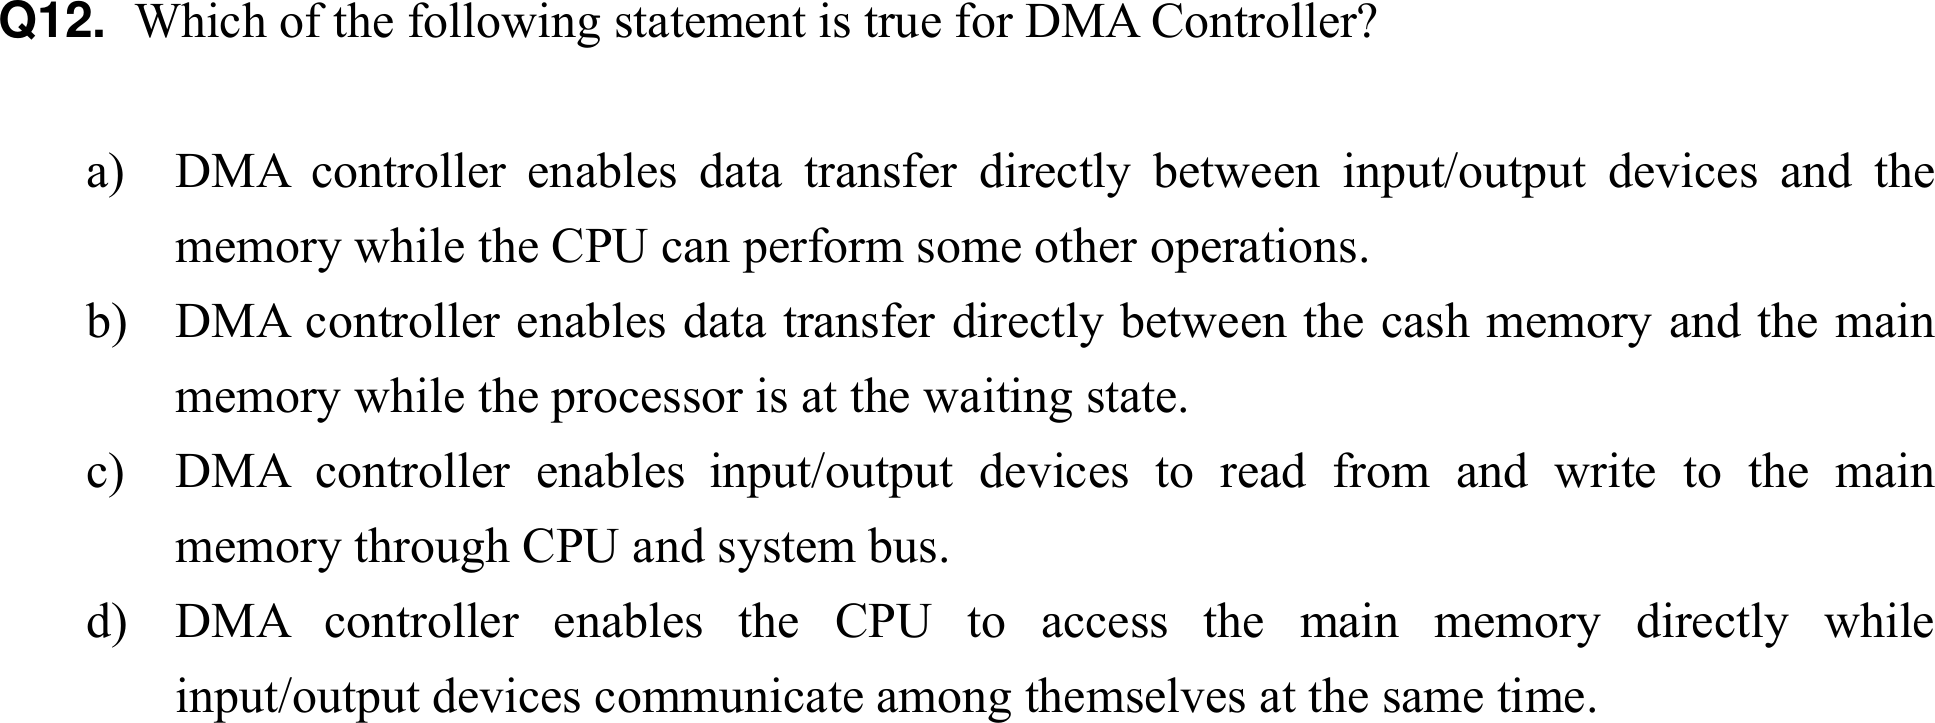 Q12. Which of the following statement is true for DMA Controller?
a) DMA controller enables data transfer directly between input/output devices and the
memory while the CPU can perform some other operations.
b) DMA controller enables data transfer directly between the cash memory and the main
memory while the processor is at the waiting state.
c) DMA controller enables input/output devices to read from and write to the main
memory through CPU and system bus.
d) DMA controller enables the CPU to access the main memory directly while
input/output devices communicate among themselves at the same time.